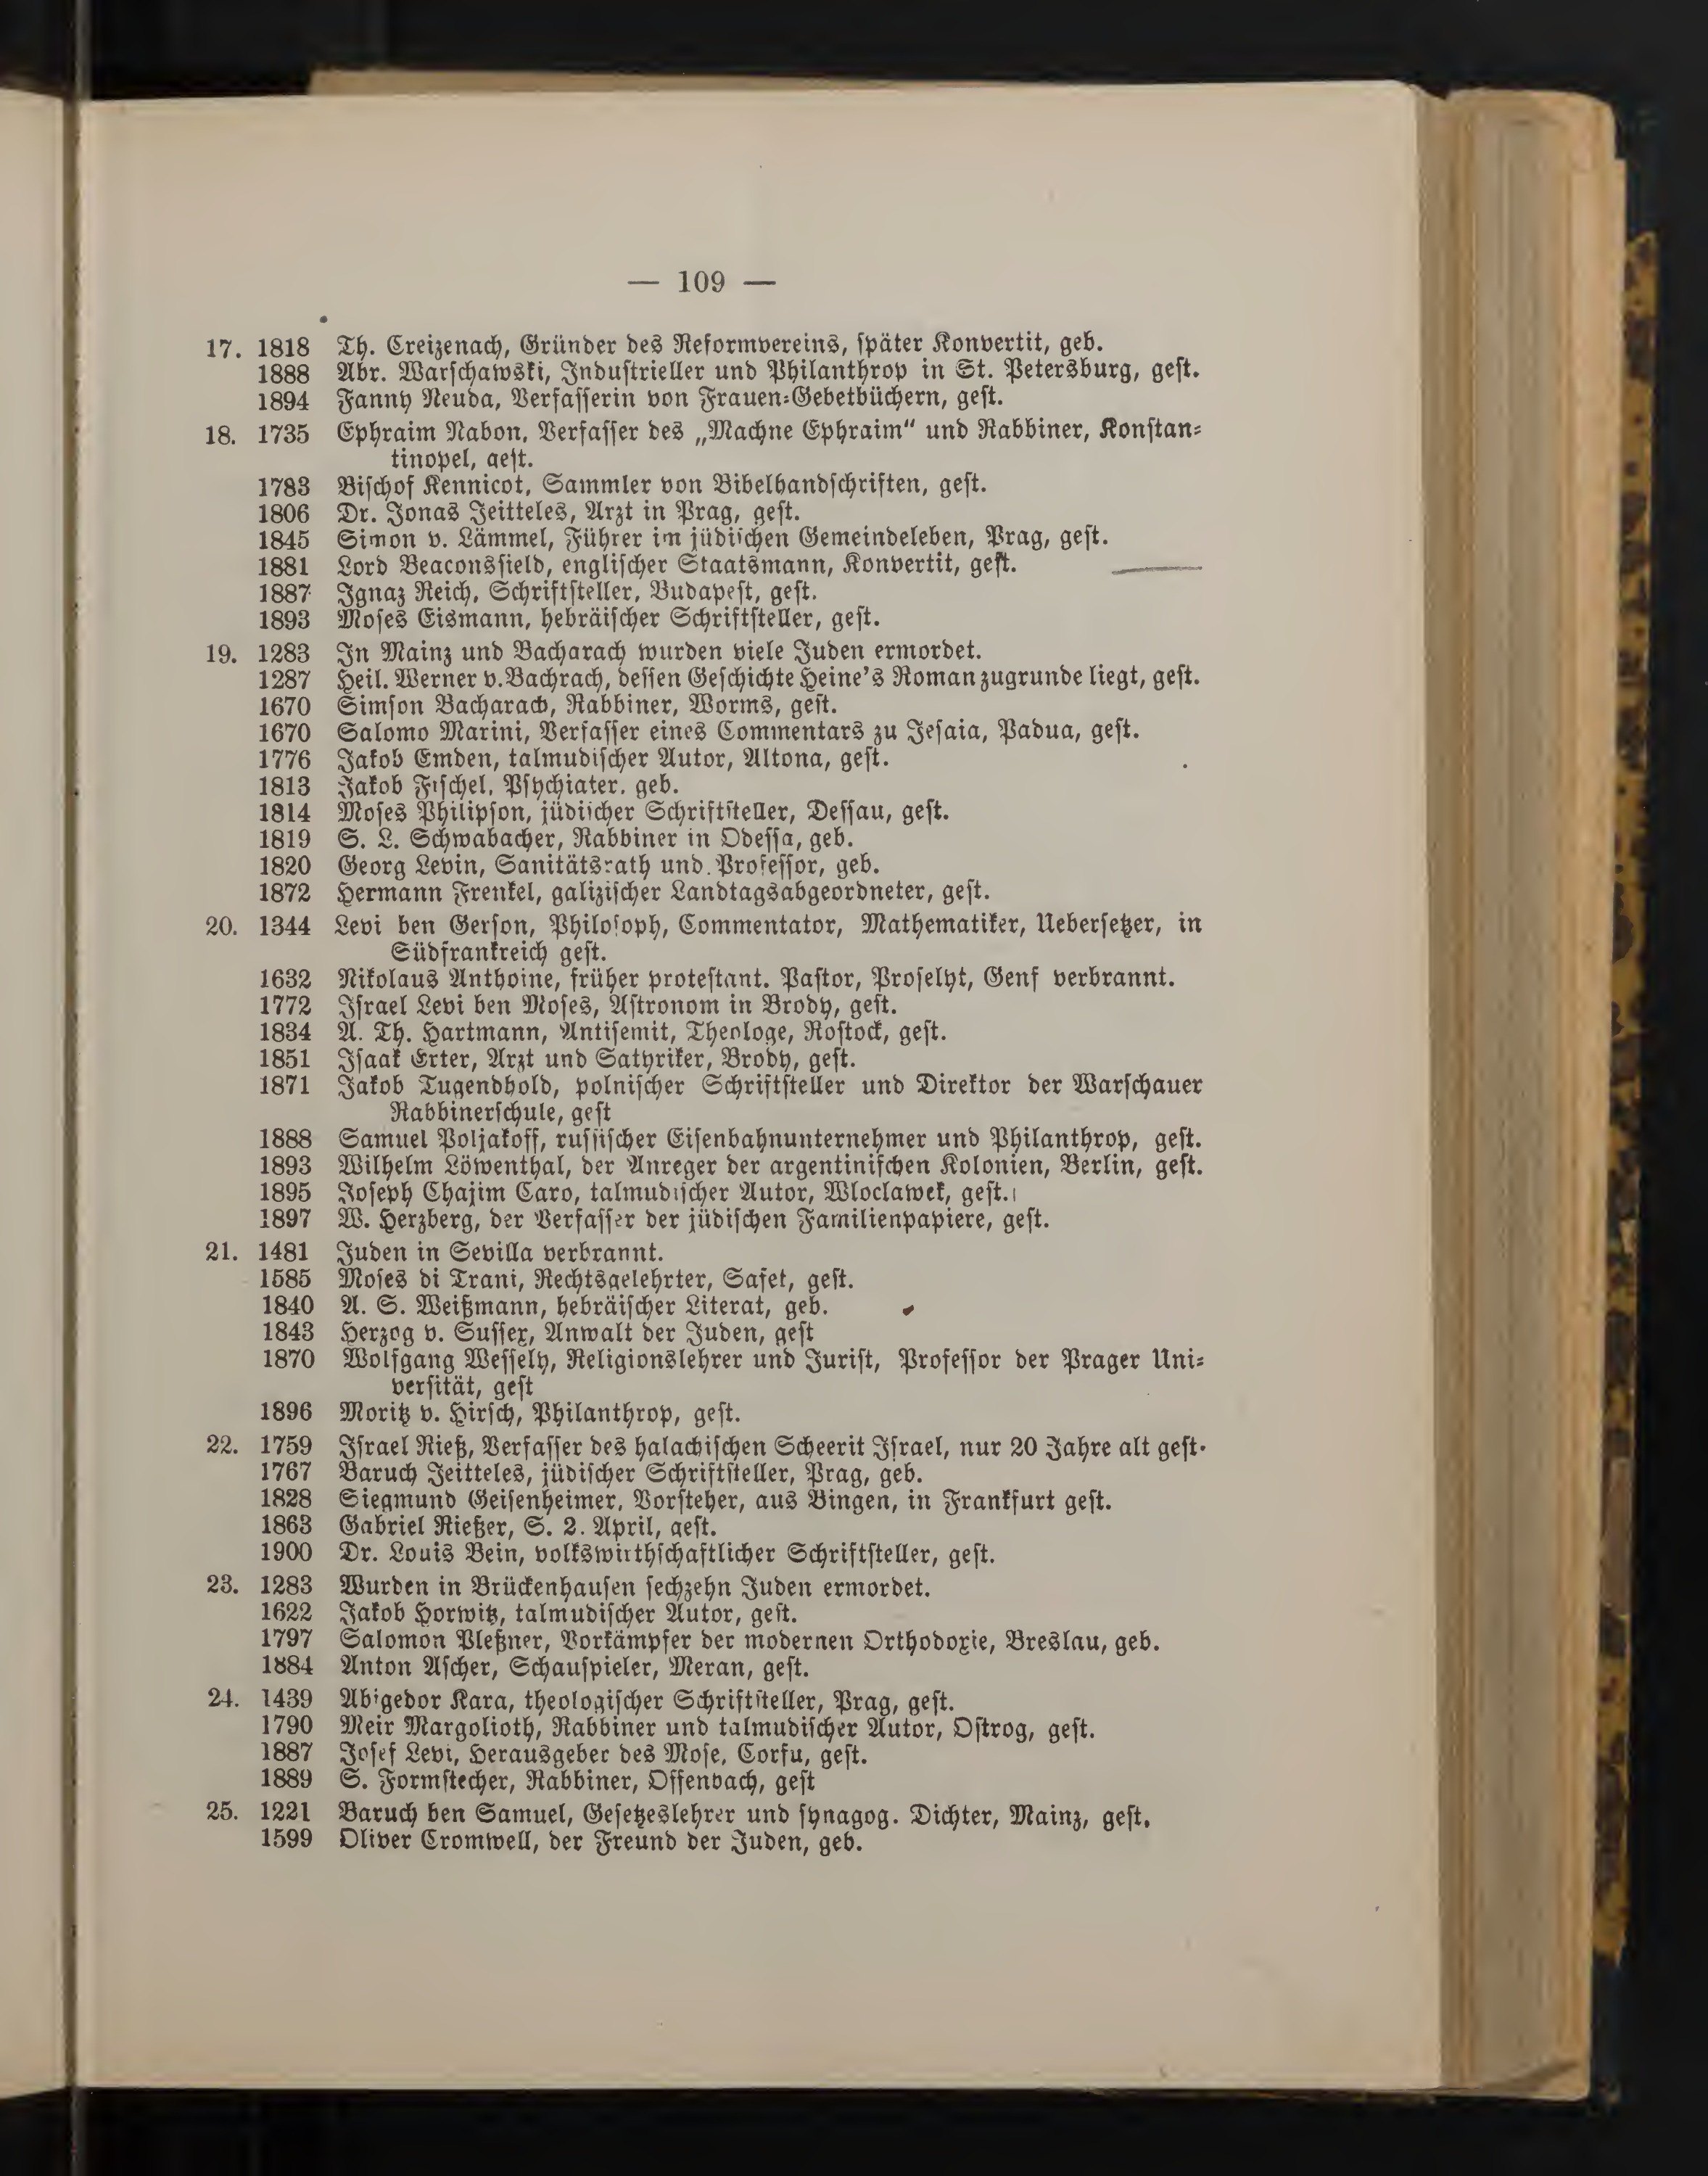 — 109 —
17. 1818 Th. Creizenach, Gründer des Reformvereins, später Konvertit, geb.
1888 Abr. Warschawski, Industrieller und Philanthrop in St. Petersburg, gest.
1894 Fanny Neuda, Verfasserin von Frauen-Gebetbüchern, gest.
18. 1735 Ephraim Nabon, Verfasser des „Machne Ephraim" und Rabbiner, Konstan-
tinopel, gest.
1783 Bischof Kennicot, Sammler von Bibelhandschriften, gest.
1806 Dr. Jonas Jeitteles, Arzt in Prag, gest.
1845 Simon v. Lämmel, Führer im jüdischen Gemeindeleben, Prag, gest.
1881 Lord Beaconsfield, englischer Staatsmann, Konvertit, gest.
1887 Ignaz Reich, Schriftsteller, Budapest, gest.
1893 Moses Eismann, hebräischer Schriftsteller, gest.
19. 1283 In Mainz und Bacharach wurden viele Juden ermordet.
1287 Heil. Werner v. Bachrach, dessen Geschichte Heine's Roman zugrunde liegt, gest.
1670 Simson Bacharach, Rabbiner, Worms, gest.
1670 Salomo Marini, Verfasser eines Commentars zu Jesaia, Padua, gest.
1776 Jakob Emden, talmudischer Autor, Altona, gest.
1813 Jakob Fischel, Psychiater, geb.
1814 Moses Philipson, jüdischer Schriftsteller, Dessau, gest.
1819 S. L. Schwabacher, Rabbiner in Odessa, geb.
1820 Georg Levin, Sanitätsrath und Professor, geb.
1872 Hermann Frenkel, galizischer Landtagsabgeordneter, gest.
20. 1344 Levi ben Gerson, Philosoph, Commentator, Mathematiker, Uebersetzer, in
Südfrankreich gest.
1632 Nikolaus Anthoine, früher protestant. Pastor, Proselyt, Genf verbrannt.
1772 Israel Levi ben Moses, Astronom in Brody, gest.
1834 A. Th. Hartmann, Antisemit, Theologe, Rostock, gest.
1851 Isaak Erter, Arzt und Satyriker, Brody, gest.
1871 Jakob Tugendhold, polnischer Schriftsteller und Direktor der Warschauer
Rabbinerschule, gest
1888 Samuel Poljakoff, russischer Eisenbahnunternehmer und Philanthrop, gest.
1893 Wilhelm Löwenthal, der Anreger der argentinischen Kolonien, Berlin, gest.
1895 Joseph Chajim Caro, talmudischer Autor, Wloclawek, gest.
1897 W. Herzberg, der Verfasser der jüdischen Familienpapiere, gest.
21. 1481 Juden in Sevilla verbrannt.
1585 Moses di Trani, Rechtsgelehrter, Safet, gest.
1840 A. S. Weißmann, hebräischer Literat, geb.
1843 Herzog v. Sussex, Anwalt der Juden, gest
1870 Wolfgang Wessely, Religionslehrer und Jurist, Professor der Prager Uni-
versität, gest
1896 Moritz v. Hirsch, Philanthrop, gest.
22. 1759 Israel Rieß, Verfasser des halachischen Scheerit Israel, nur 20 Jahre alt gest.
1767 Baruch Jeitteles, jüdischer Schriftsteller, Prag, geb.
1828 Siegmund Geisenheimer, Vorsteher, aus Bingen, in Frankfurt gest.
1863 Gabriel Rießer, S. 2. April, gest.
1900 Dr. Louis Bein, volkswirthschaftlicher Schriftsteller, gest.
23. 1283 Wurden in Brückenhausen sechzehn Juden ermordet.
1622 Jakob Horwitz, talmudischer Autor, gest.
1797 Salomon Pleßner, Vorkämpfer der modernen Orthodoxie, Breslau, geb.
1884 Anton Ascher, Schauspieler, Meran, gest.
24. 1439 Abigedor Kara, theologischer Schriftsteller, Prag, gest.
1790 Meir Margolioth, Rabbiner und talmudischer Autor, Ostrog, gest.
1887 Josef Levi, Herausgeber des Mose, Corfu, gest.
1889 S. Formstecher, Rabbiner, Offenbach, gest
25. 1221 Baruch ben Samuel, Gesetzeslehrer und synagog. Dichter, Mainz, gest.
1599 Oliver Cromwell, der Freund der Juden, geb.